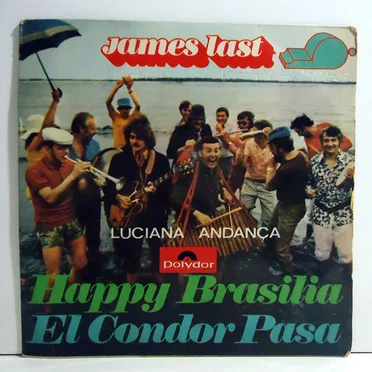 James Last
LUCIANA ANDANÇA
Polydor
Happy Brasilia
El Condor Pasa